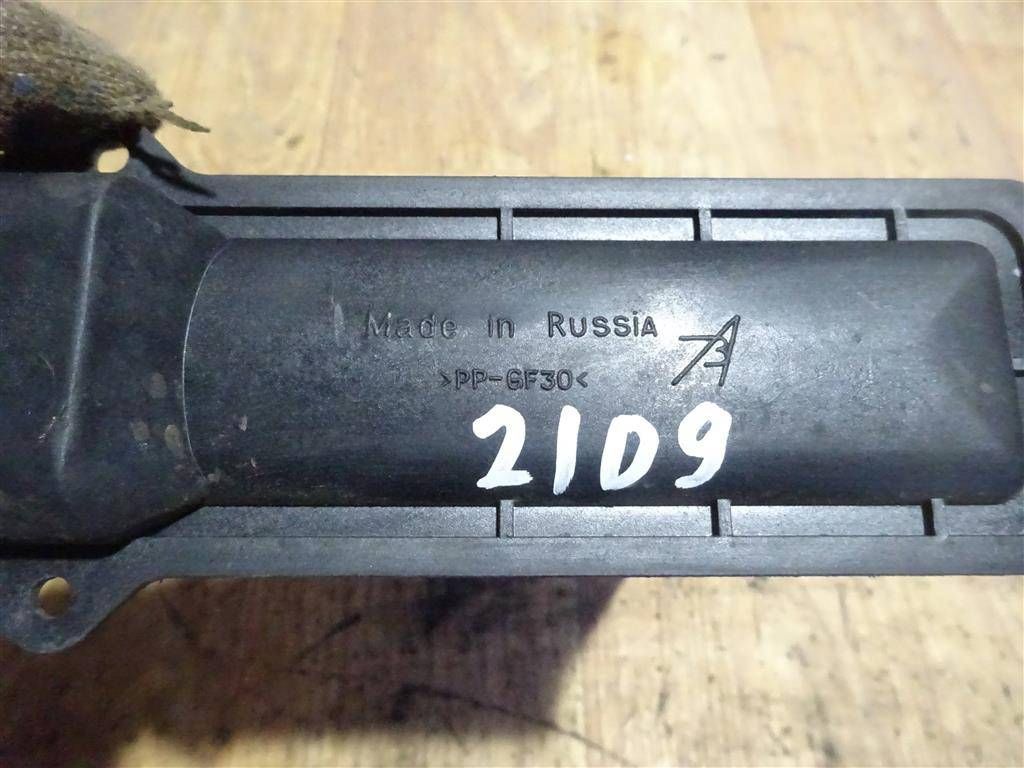 Made in RUSSiA
>PP-GF30<
2109